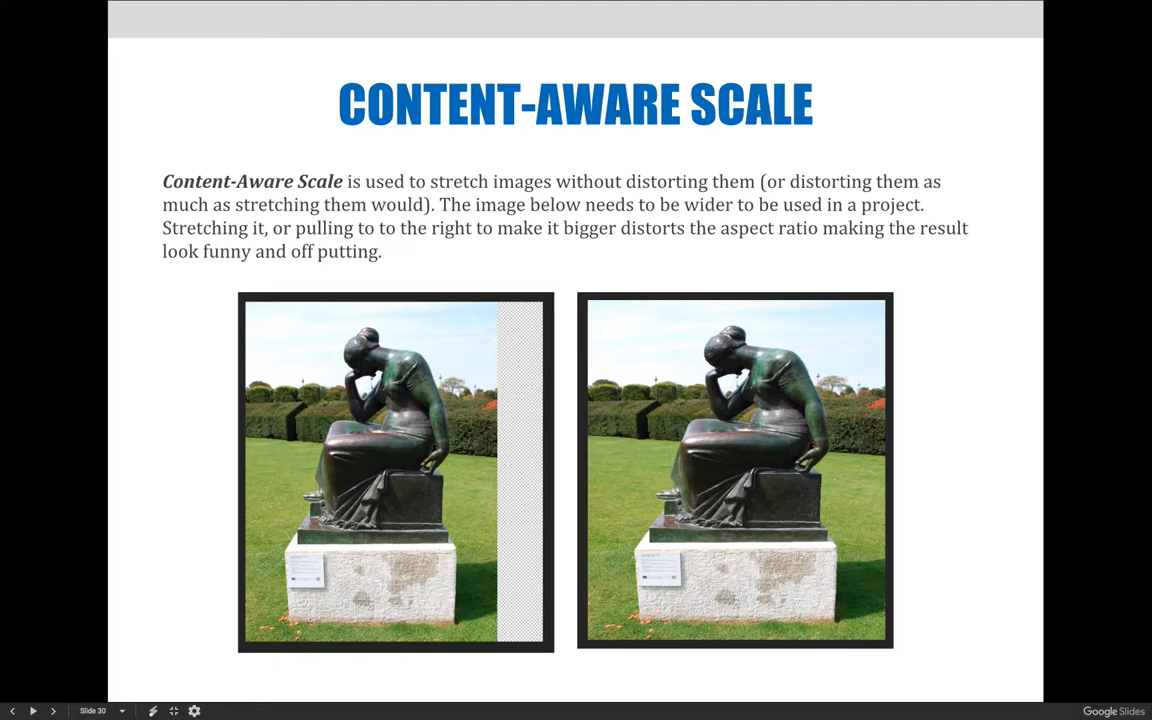 CONTENT-AWARE SCALE
Content-Aware Scale is used to stretch images without distorting them (or distorting them as
much as stretching them would). The image below needs to be wider to be used in a project.
Stretching it, or pulling to to the right to make it bigger distorts the aspect ratio making the result
look funny and off putting.
Slide 30
Google Slides